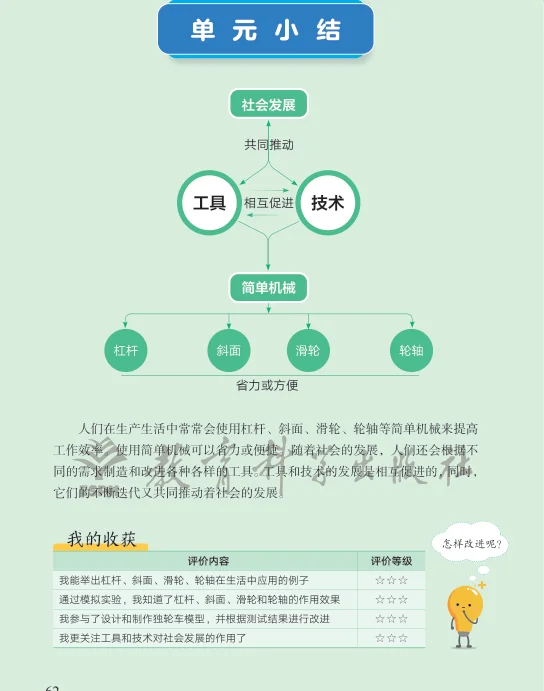 单元小结
社会发展
共同推动
工具 相互促进 技术
简单机械
杠杆 斜面 滑轮 轮轴
省力或方便
人们在生产生活中常常会使用杠杆、斜面、滑轮、轮轴等简单机械来提高
工作效率。使用简单机械可以省力或便捷。随着社会的发展,人们还会根据不
同的需求制造和改进各种各样的工具。工具和技术的发展是相互促进的,同时,
它们的不断迭代又共同推动着社会的发展。
教育科学出版社
我的收获
怎样改进呢?
评价内容 评价等级
我能举出杠杆、斜面、滑轮、轮轴在生活中应用的例子 ☆☆☆
通过模拟实验,我知道了杠杆、斜面、滑轮和轮轴的作用效果 ☆☆☆
我参与了设计和制作独轮车模型,并根据测试结果进行改进 ☆☆☆
我更关注工具和技术对社会发展的作用了 ☆☆☆
62